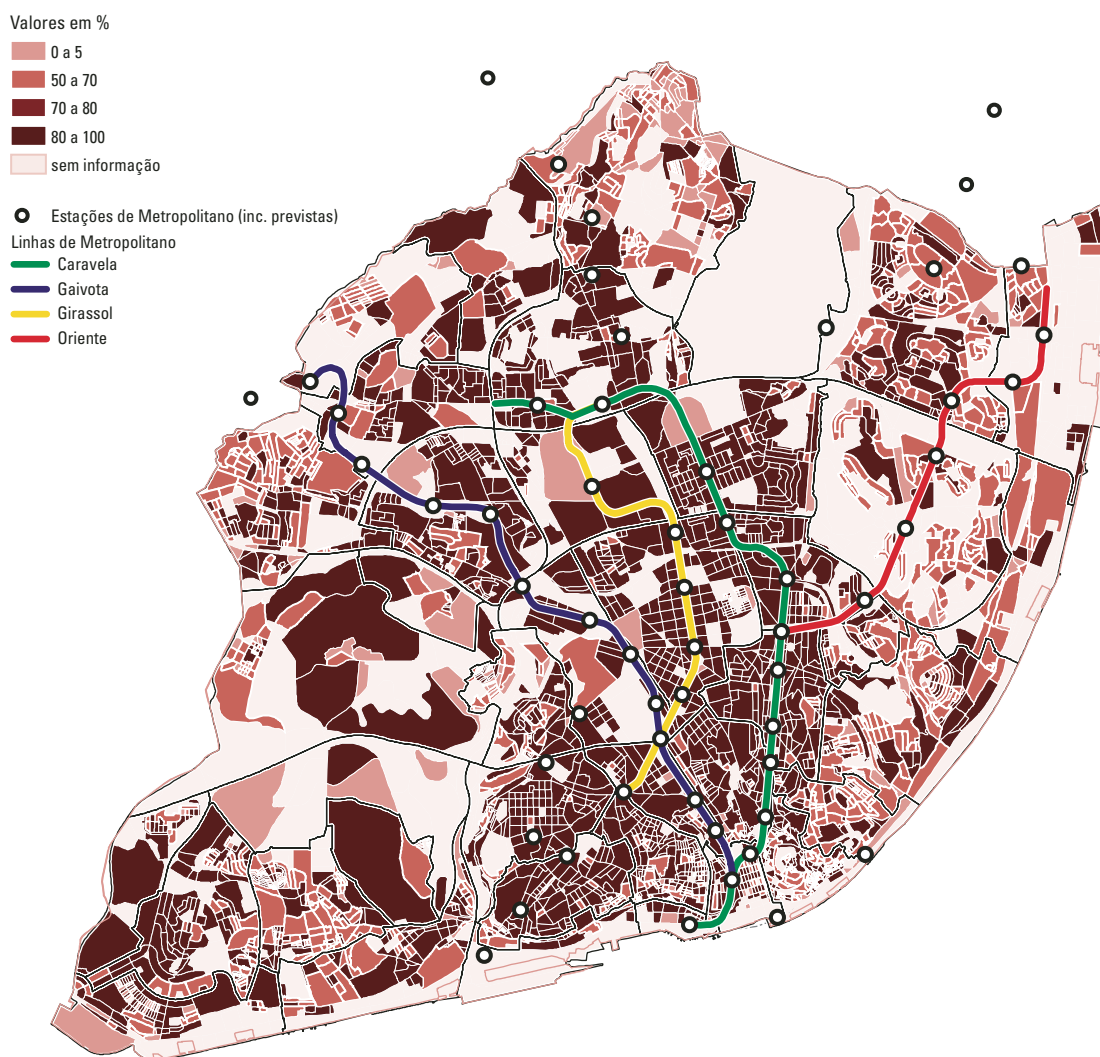 Valores em %
0 a 5
50 a 70
70 a 80
80 a 100
sem informação
Estações de Metropolitano (inc. previstas)
Linhas de Metropolitano
Caravela
Gaivota
Girassol
Oriente